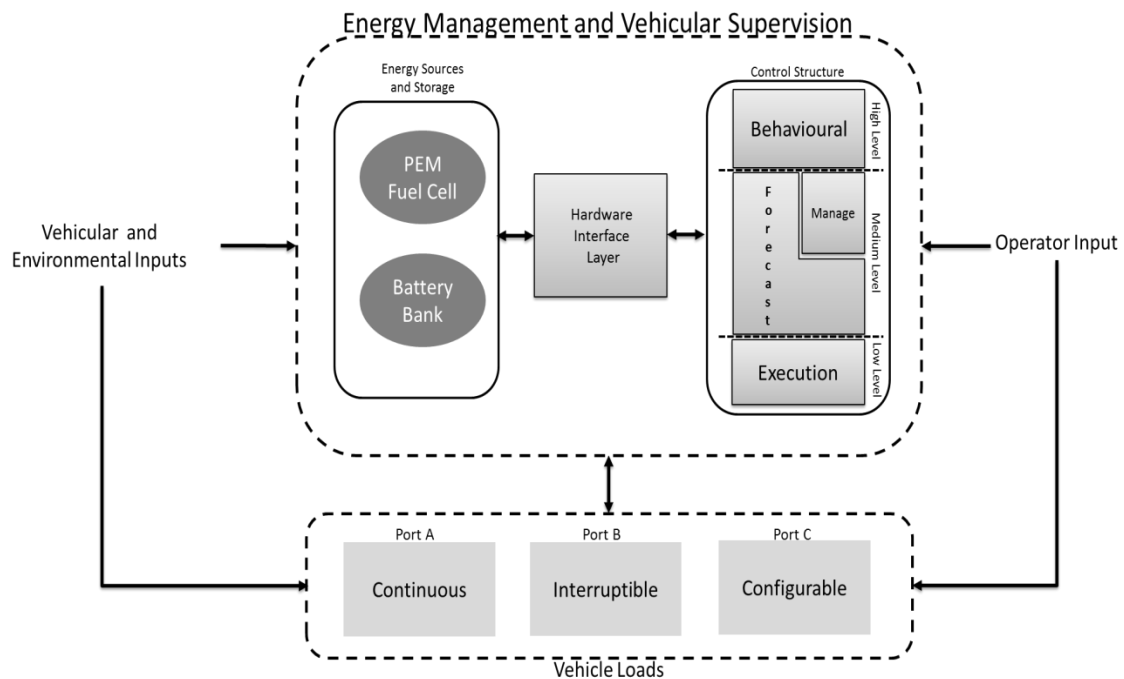 Energy Management and Vehicular Supervision
Energy Sources
and Storage
PEM
Fuel Cell
Battery
Bank
Hardware
Interface
Layer
Control Structure
Behavioural
High Level
Forecast
Manage
Medium Level
Execution
Low Level
Vehicular and
Environmental Inputs
Operator Input
Port A
Continuous
Port B
Interruptible
Port C
Configurable
Vehicle Loads